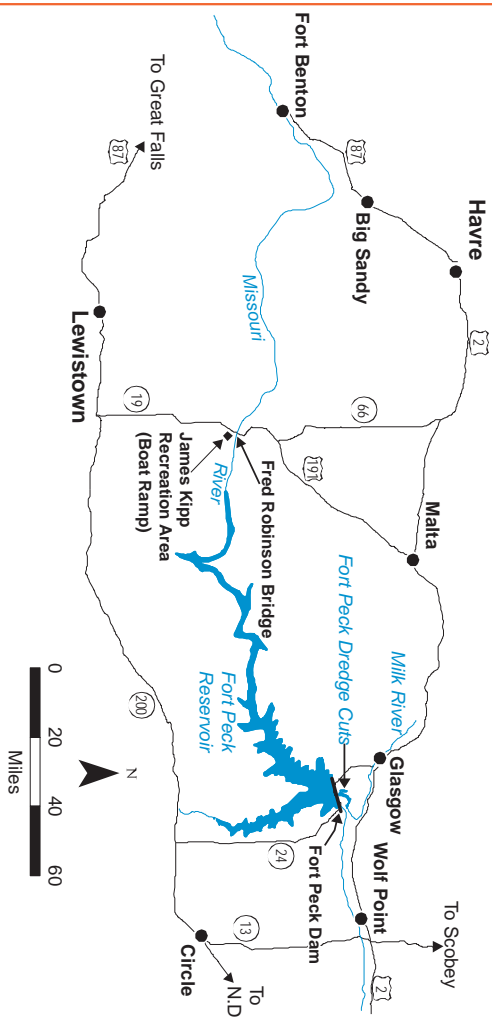 Havre
2
Big Sandy
87
Fort Benton
66
Malta
191
Milk River
Glasgow
Wolf Point
2
To Scobey
Fort Peck Dredge Cuts
Fort Peck Dam
Missouri
Fred Robinson Bridge
River
James Kipp
Recreation Area
(Boat Ramp)
Fort Peck
Reservoir
24
13
Circle
To
N.D
200
19
Lewistown
87
To Great Falls
N
0
20
40
60
Miles